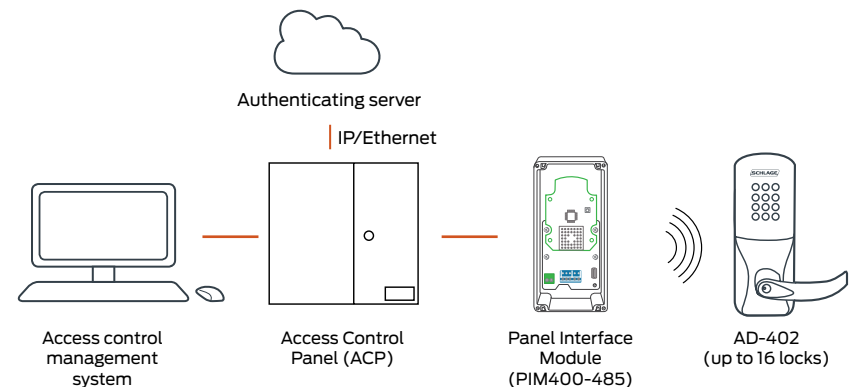 Authenticating server
IP/Ethernet
SCHLAGE
Access control
management
system
Access Control
Panel (ACP)
Panel Interface
Module
(PIM400-485)
AD-402
(up to 16 locks)